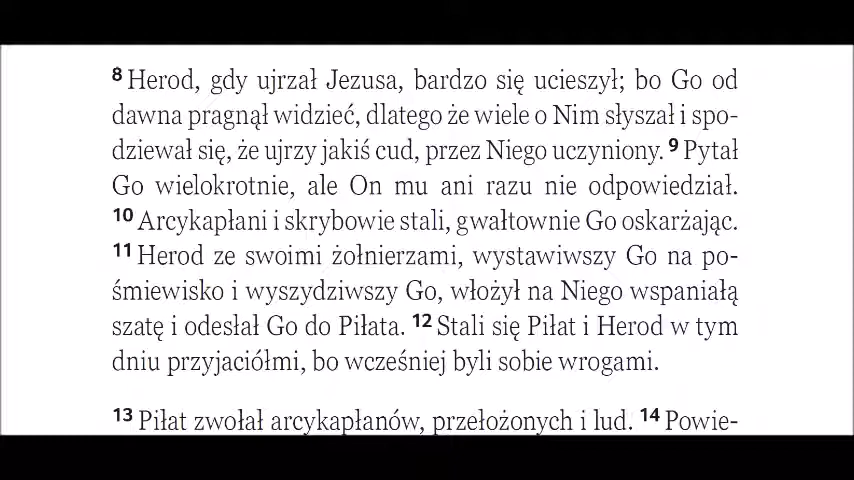 8 Herod, gdy ujrzał Jezusa, bardzo się ucieszył; bo Go od
dawna pragnął widzieć, dlatego że wiele o Nim słyszał i spo-
dziewał się, że ujrzy jakiś cud, przez Niego uczyniony. 9 Pytał
Go wielokrotnie, ale On mu ani razu nie odpowiedział.
10 Arcykapłani i skrybowie stali, gwałtownie Go oskarżając.
11 Herod ze swoimi żołnierzami, wystawiwszy Go na po-
śmiewisko i wyszydziwszy Go, włożył na Niego wspaniałą
szatę i odesłał Go do Piłata. 12 Stali się Piłat i Herod w tym
dniu przyjaciółmi, bo wcześniej byli sobie wrogami.
13 Piłat zwołał arcykapłanów, przełożonych i lud. 14 Powie-